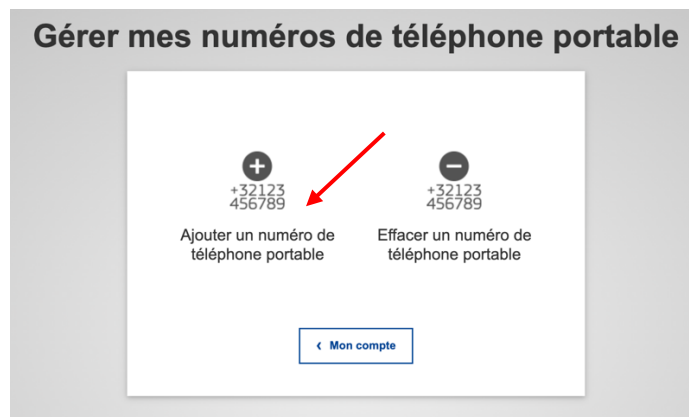 Gérer mes numéros de téléphone portable
+32123
456789
Ajouter un numéro de
téléphone portable
+32123
456789
Effacer un numéro de
téléphone portable
‹ Mon compte